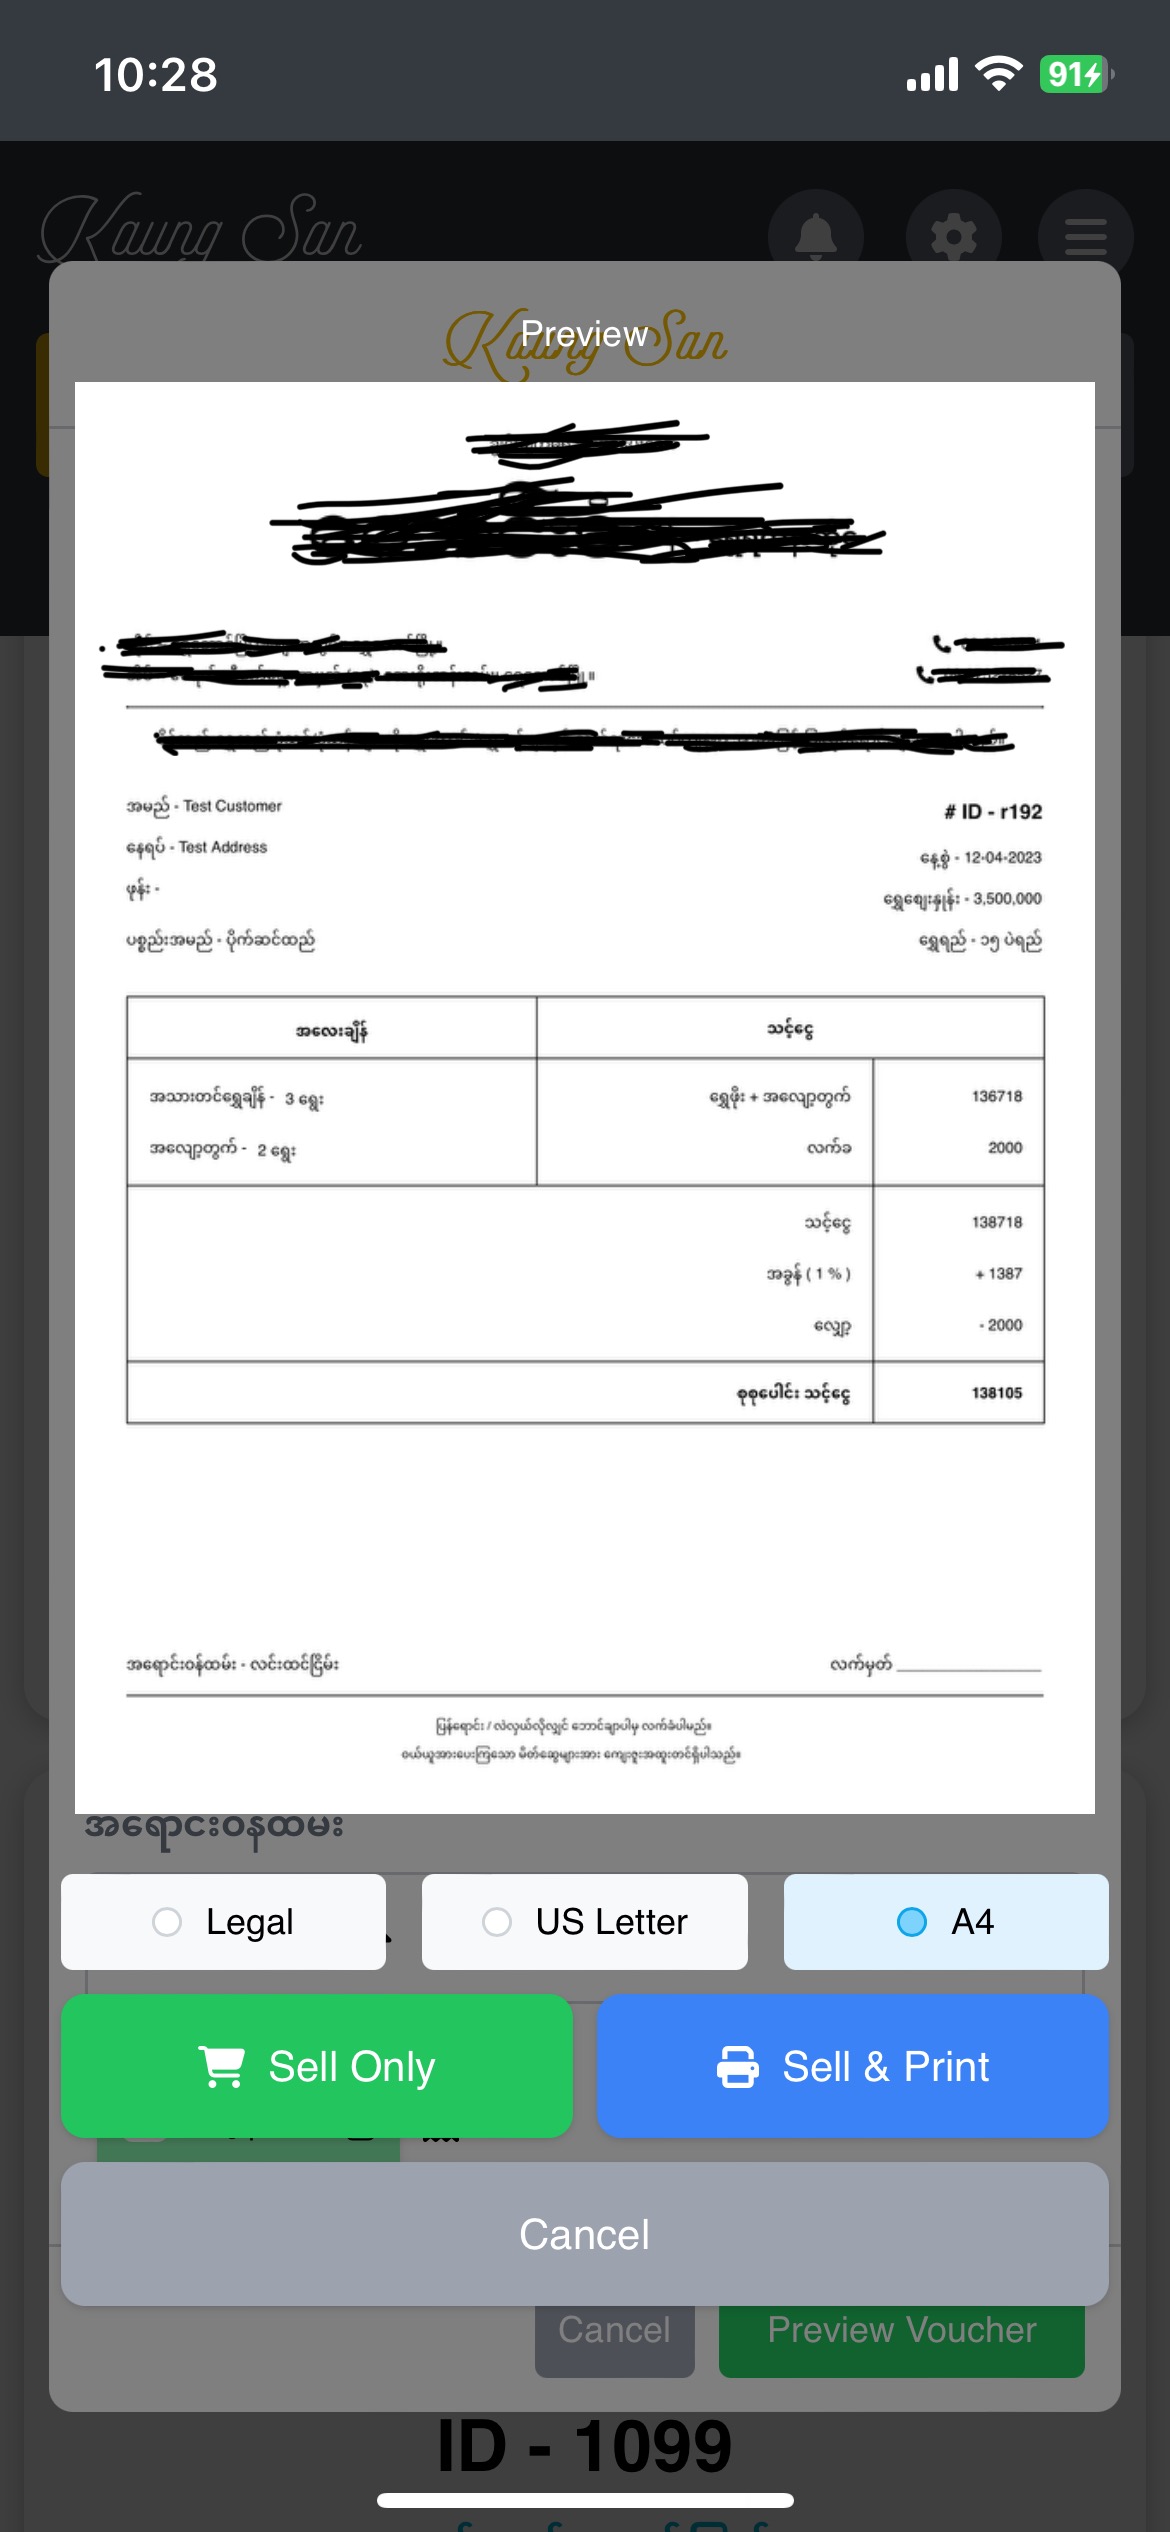 10:28
91
Kaung San
Kaung San
Preview
အမည် - Test Customer
# ID - r192
နေရပ် - Test Address
နေ့စွဲ - 12-04-2023
ဖုန်း -
ရွှေစျေးနှုန်း - 3,500,000
ပစ္စည်းအမည် - ပိုက်ဆင်ထည်
ရွှေရည် - ၁၅ ပဲရည်
အလေးချိန်
သင့်ငွေ
အသားတင်ရွှေချိန် - 3 ရွေး
ရွှေဖိုး + အလျော့တွက် 136718
အလျော့တွက် - 2 ရွေး
လက်ခ 2000
သင့်ငွေ 138718
အခွန် ( 1 % ) + 1387
လျှော့ - 2000
စုစုပေါင်း သင့်ငွေ 138105
အရောင်းဝန်ထမ်း - လင်းထင်ငြိမ်း
လက်မှတ်
ပြန်ရောင်း / လဲလှယ်လိုလျှင် ဘောင်ချာပါမှ လက်ခံပါမည်။
ဝယ်ယူအားပေးကြသော မိတ်ဆွေများအား ကျေးဇူးအထူးတင်ရှိပါသည်။
အရောင်းဝန်ထမ်း
Legal
US Letter
A4
Sell Only
Sell & Print
Cancel
Cancel
Preview Voucher
ID - 1099